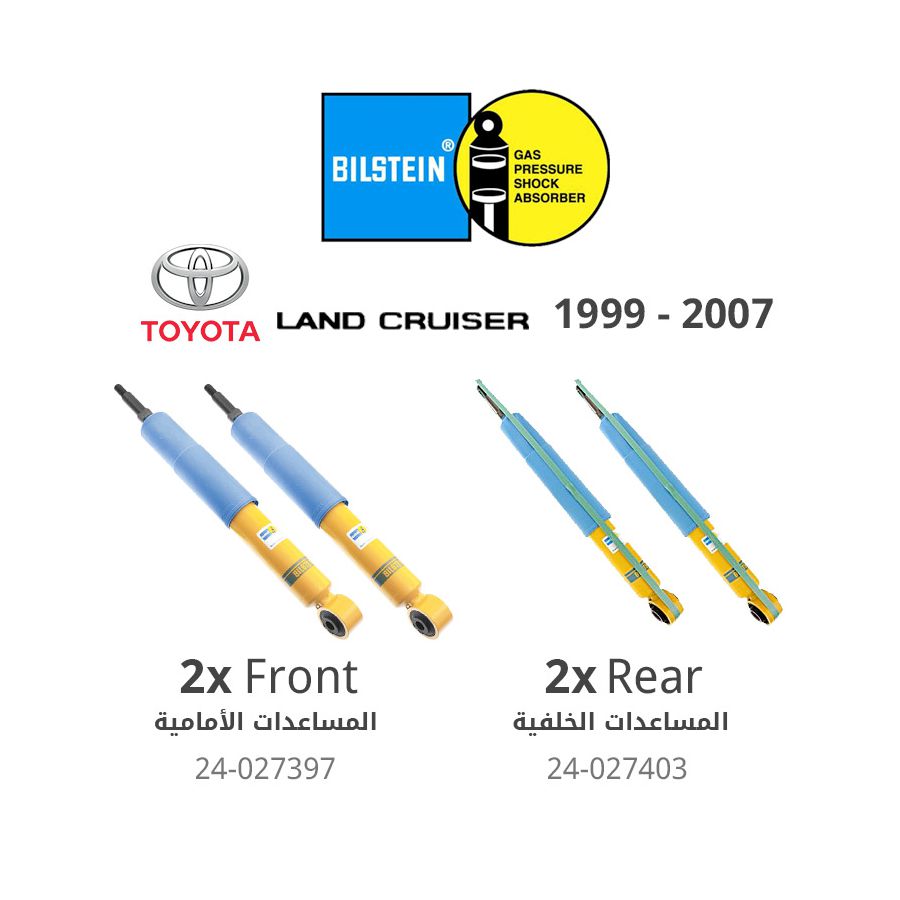 BILSTEIN®
GAS
PRESSURE
SHOCK
ABSORBER
TOYOTA LAND CRUISER 1999 - 2007
2x Front
المساعدات الأمامية
24-027397
2x Rear
المساعدات الخلفية
24-027403